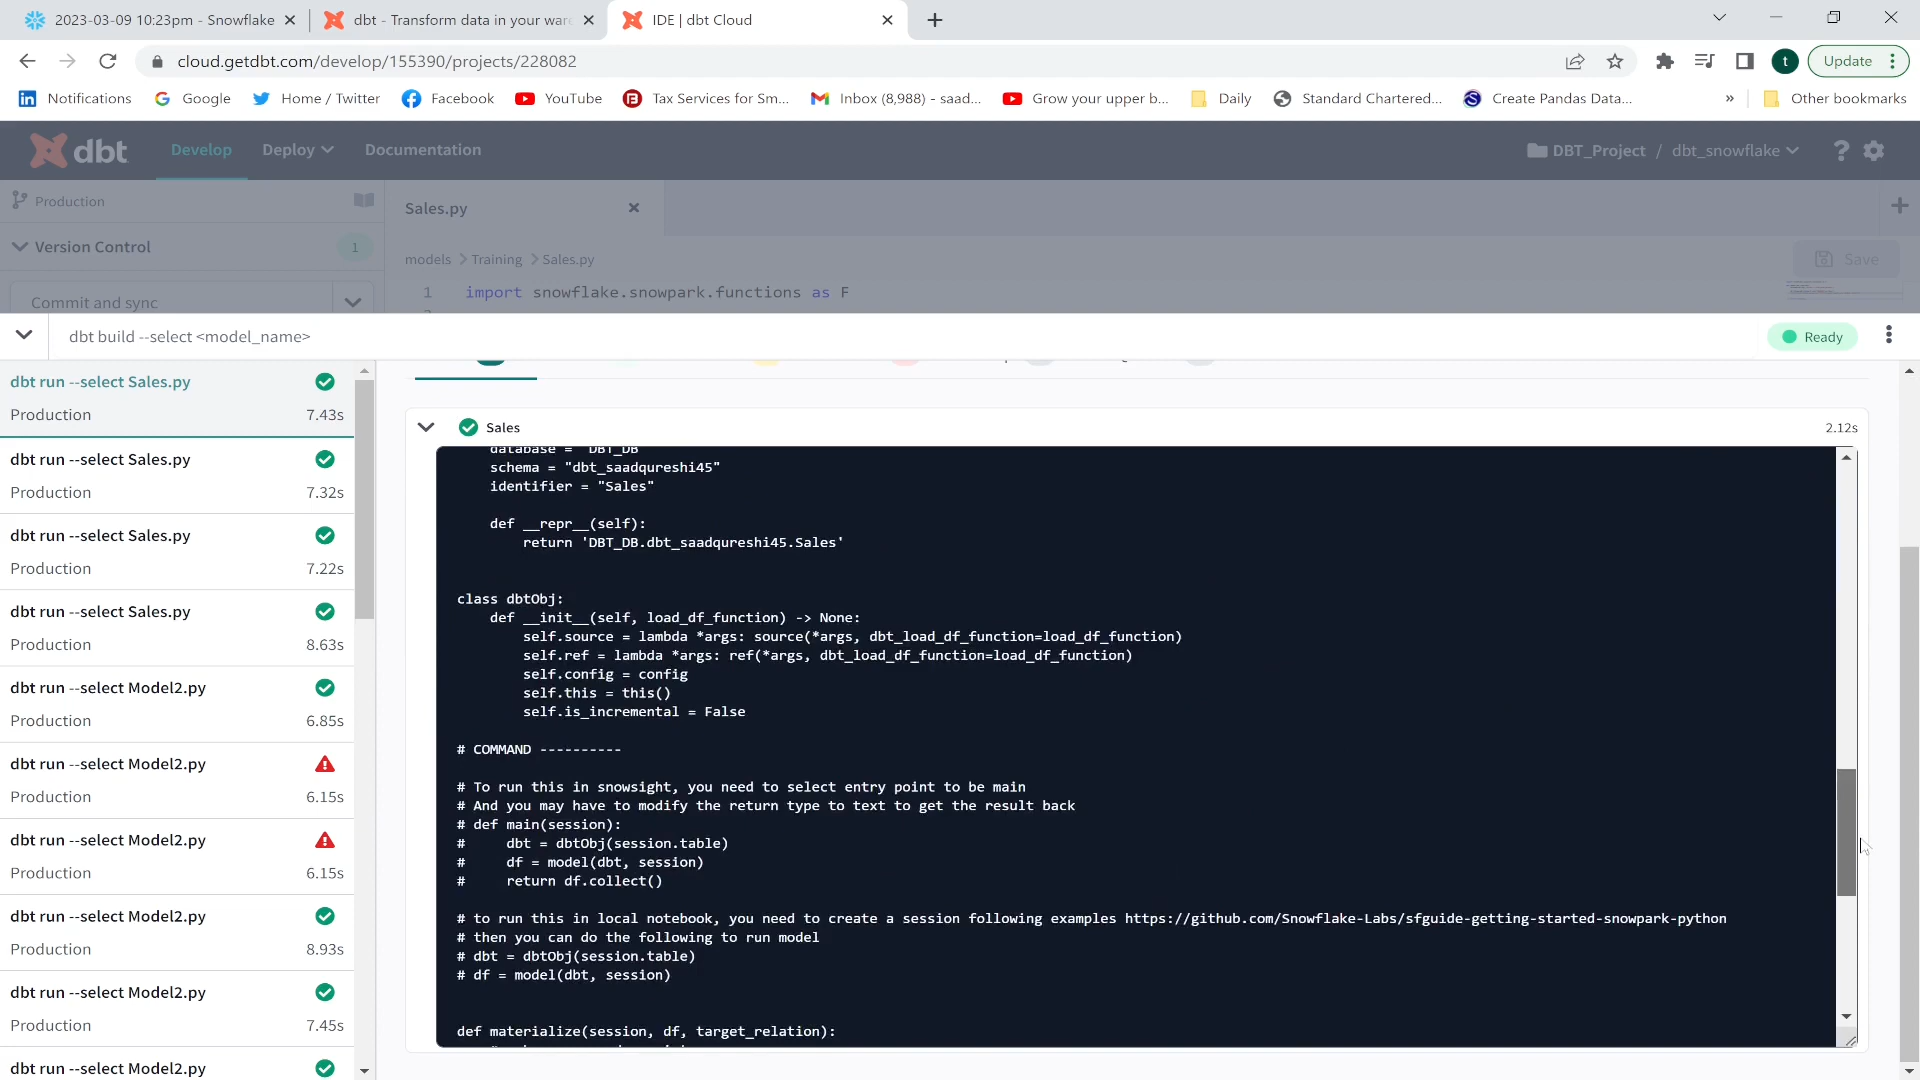 2023-03-09 10:23pm - Snowflake
dbt - Transform data in your ware
IDE | dbt Cloud
cloud.getdbt.com/develop/155390/projects/228082
t
Update
Notifications
Google
Home / Twitter
Facebook
YouTube
Tax Services for Sm...
Inbox (8,988) - saad...
Grow your upper b...
Daily
Standard Chartered...
Create Pandas Data...
»
Other bookmarks
dbt
Develop
Deploy
Documentation
DBT_Project / dbt_snowflake
?
Production
Sales.py
Version Control
1
models > Training > Sales.py
Save
Commit and sync
1 import snowflake.snowpark.functions as F
dbt build --select <model_name>
Ready
dbt run --select Sales.py
Production 7.43s
dbt run --select Sales.py
Production 7.32s
dbt run --select Sales.py
Production 7.22s
dbt run --select Sales.py
Production 8.63s
dbt run --select Model2.py
Production 6.85s
dbt run --select Model2.py
Production 6.15s
dbt run --select Model2.py
Production 6.15s
dbt run --select Model2.py
Production 8.93s
dbt run --select Model2.py
Production 7.45s
dbt run --select Model2.py
Sales 2.12s
database = "DBT_DB"
schema = "dbt_saadqureshi45"
identifier = "Sales"
def __repr__(self):
return 'DBT_DB.dbt_saadqureshi45.Sales'
class dbtObj:
def __init__(self, load_df_function) -> None:
self.source = lambda *args: source(*args, dbt_load_df_function=load_df_function)
self.ref = lambda *args: ref(*args, dbt_load_df_function=load_df_function)
self.config = config
self.this = this()
self.is_incremental = False
# COMMAND ----------
# To run this in snowsight, you need to select entry point to be main
# And you may have to modify the return type to text to get the result back
# def main(session):
#     dbt = dbtObj(session.table)
#     df = model(dbt, session)
#     return df.collect()
# to run this in local notebook, you need to create a session following examples https://github.com/Snowflake-Labs/sfguide-getting-started-snowpark-python
# then you can do the following to run model
# dbt = dbtObj(session.table)
# df = model(dbt, session)
def materialize(session, df, target_relation):